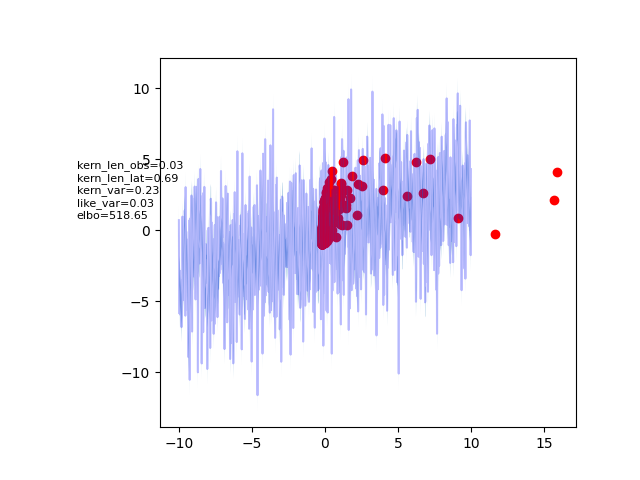 10
5
0
−5
−10
kern_len_obs=0.03
kern_len_lat=0.69
kern_var=0.23
like_var=0.03
elbo=518.65
−10 −5 0 5 10 15